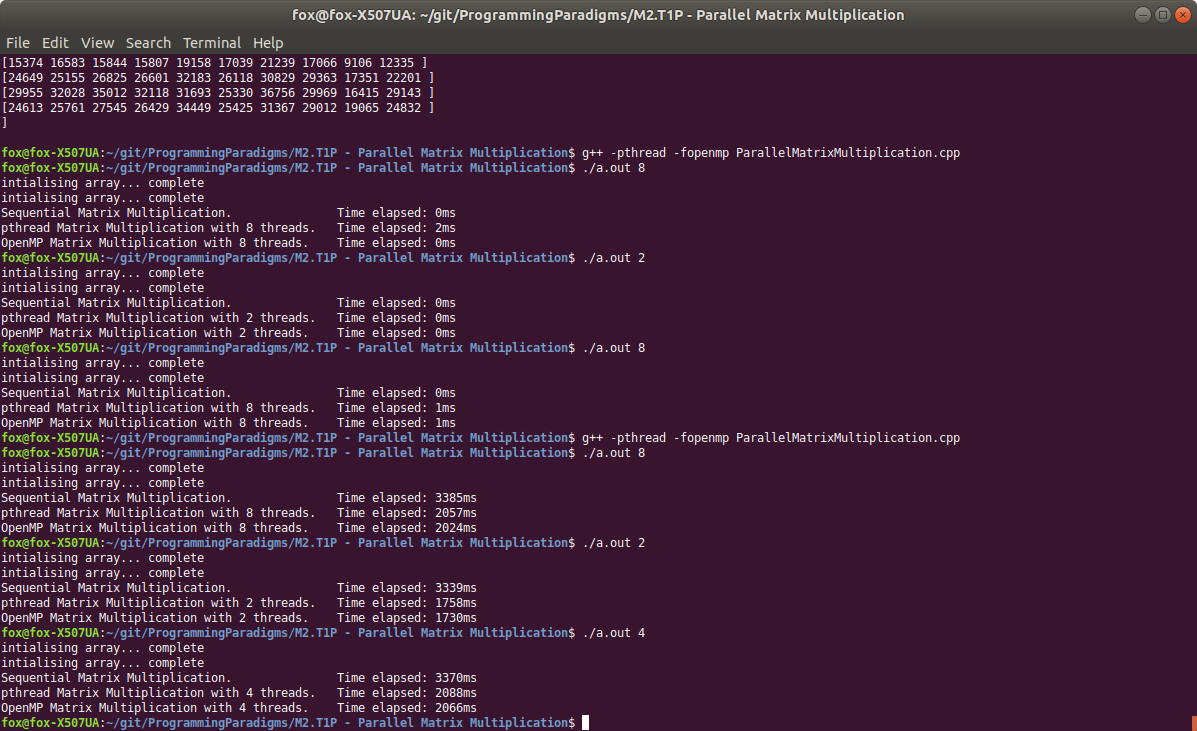 fox@fox-X507UA: ~/git/ProgrammingParadigms/M2.T1P - Parallel Matrix Multiplication
File Edit View Search Terminal Help
[15374 16583 15844 15807 19158 17039 21239 17066 9106 12335 ]
[24649 25155 26825 26601 32183 26118 30829 29363 17351 22201 ]
[29955 32028 35012 32118 31693 25330 36756 29969 16415 29143 ]
[24613 25761 27545 26429 34449 25425 31367 29012 19065 24832 ]
]
fox@fox-X507UA:~/git/ProgrammingParadigms/M2.T1P - Parallel Matrix Multiplication$ g++ -pthread -fopenmp ParallelMatrixMultiplication.cpp
fox@fox-X507UA:~/git/ProgrammingParadigms/M2.T1P - Parallel Matrix Multiplication$ ./a.out 8
intialising array... complete
intialising array... complete
Sequential Matrix Multiplication. Time elapsed: 0ms
pthread Matrix Multiplication with 8 threads. Time elapsed: 2ms
OpenMP Matrix Multiplication with 8 threads. Time elapsed: 0ms
fox@fox-X507UA:~/git/ProgrammingParadigms/M2.T1P - Parallel Matrix Multiplication$ ./a.out 2
intialising array... complete
intialising array... complete
Sequential Matrix Multiplication. Time elapsed: 0ms
pthread Matrix Multiplication with 2 threads. Time elapsed: 0ms
OpenMP Matrix Multiplication with 2 threads. Time elapsed: 0ms
fox@fox-X507UA:~/git/ProgrammingParadigms/M2.T1P - Parallel Matrix Multiplication$ ./a.out 8
intialising array... complete
intialising array... complete
Sequential Matrix Multiplication. Time elapsed: 0ms
pthread Matrix Multiplication with 8 threads. Time elapsed: 1ms
OpenMP Matrix Multiplication with 8 threads. Time elapsed: 1ms
fox@fox-X507UA:~/git/ProgrammingParadigms/M2.T1P - Parallel Matrix Multiplication$ g++ -pthread -fopenmp ParallelMatrixMultiplication.cpp
fox@fox-X507UA:~/git/ProgrammingParadigms/M2.T1P - Parallel Matrix Multiplication$ ./a.out 8
intialising array... complete
intialising array... complete
Sequential Matrix Multiplication. Time elapsed: 3385ms
pthread Matrix Multiplication with 8 threads. Time elapsed: 2057ms
OpenMP Matrix Multiplication with 8 threads. Time elapsed: 2024ms
fox@fox-X507UA:~/git/ProgrammingParadigms/M2.T1P - Parallel Matrix Multiplication$ ./a.out 2
intialising array... complete
intialising array... complete
Sequential Matrix Multiplication. Time elapsed: 3339ms
pthread Matrix Multiplication with 2 threads. Time elapsed: 1758ms
OpenMP Matrix Multiplication with 2 threads. Time elapsed: 1730ms
fox@fox-X507UA:~/git/ProgrammingParadigms/M2.T1P - Parallel Matrix Multiplication$ ./a.out 4
intialising array... complete
intialising array... complete
Sequential Matrix Multiplication. Time elapsed: 3370ms
pthread Matrix Multiplication with 4 threads. Time elapsed: 2088ms
OpenMP Matrix Multiplication with 4 threads. Time elapsed: 2066ms
fox@fox-X507UA:~/git/ProgrammingParadigms/M2.T1P - Parallel Matrix Multiplication$